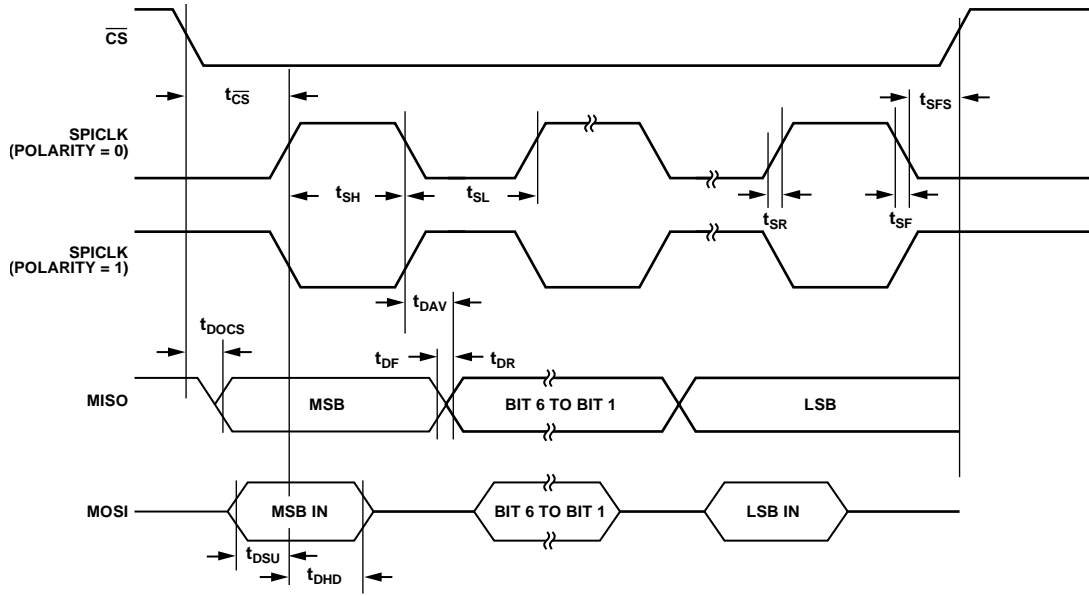 CS
tCS
tSFS
SPICLK
(POLARITY = 0)
tSH
tSL
tSR
tSF
SPICLK
(POLARITY = 1)
tDAV
tDOCS
tDF
tDR
MISO
MSB
BIT 6 TO BIT 1
LSB
MOSI
MSB IN
BIT 6 TO BIT 1
LSB IN
tDSU
tDHD